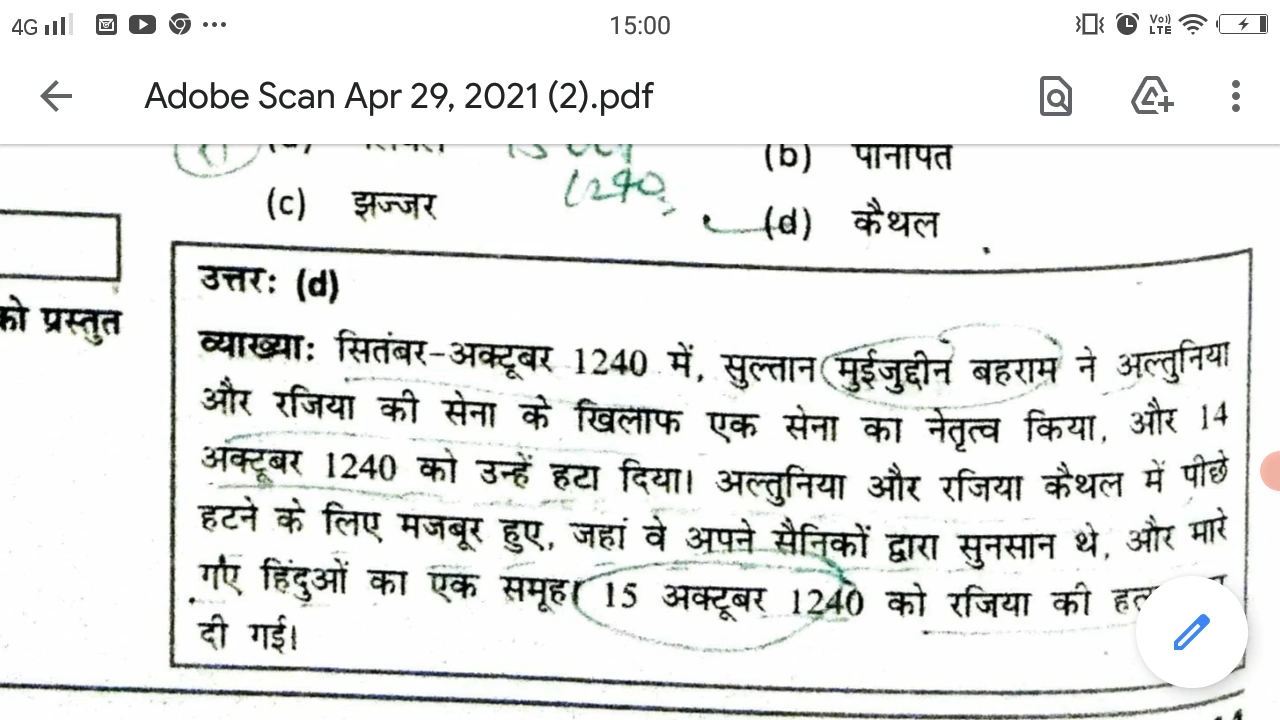 4G 15:00 Vo)) LTE
Adobe Scan Apr 29, 2021 (2).pdf
(b) पानीपत
1240
(c) झज्जर
(d) कैथल
उत्तरः (d)
को प्रस्तुत
व्याख्याः सितंबर-अक्टूबर 1240 में, सुल्तान मुईजुद्दीन बहराम ने अल्तुनिया
और रजिया की सेना के खिलाफ एक सेना का नेतृत्व किया, और 14
अक्टूबर 1240 को उन्हें हटा दिया। अल्तुनिया और रजिया कैथल में पीछे
हटने के लिए मजबूर हुए, जहां वे अपने सैनिकों द्वारा सुनसान थे, और मारे
गए हिंदुओं का एक समूह। 15 अक्टूबर 1240 को रजिया की
दी गई।